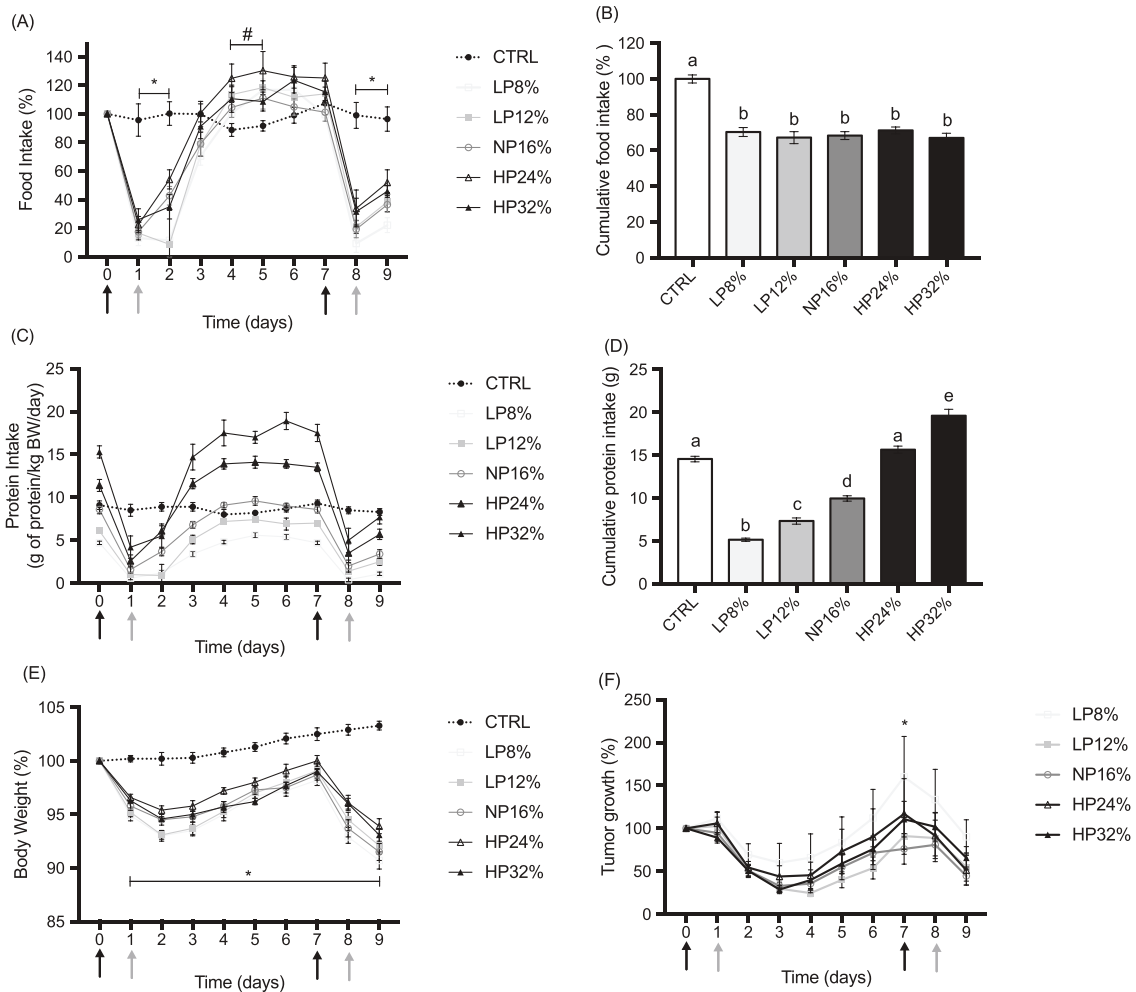 (A)
Food Intake (%)
140
120
100
80
60
40
20
0
* # *
0 1 2 3 4 5 6 7 8 9
Time (days)
CTRL
LP8%
LP12%
NP16%
HP24%
HP32%
(B)
Cumulative food intake (%)
120
100
80
60
40
20
0
a b b b b b
CTRL LP8% LP12% NP16% HP24% HP32%
(C)
Protein Intake
(g of protein/kg BW/day)
25
20
15
10
5
0
0 1 2 3 4 5 6 7 8 9
Time (days)
CTRL
LP8%
LP12%
NP16%
HP24%
HP32%
(D)
Cumulative protein intake (g)
25
20
15
10
5
0
a b c d a e
CTRL LP8% LP12% NP16% HP24% HP32%
(E)
Body Weight (%)
105
100
95
90
85
*
0 1 2 3 4 5 6 7 8 9
Time (days)
CTRL
LP8%
LP12%
NP16%
HP24%
HP32%
(F)
Tumor growth (%)
250
200
150
100
50
0
*
0 1 2 3 4 5 6 7 8 9
Time (days)
LP8%
LP12%
NP16%
HP24%
HP32%